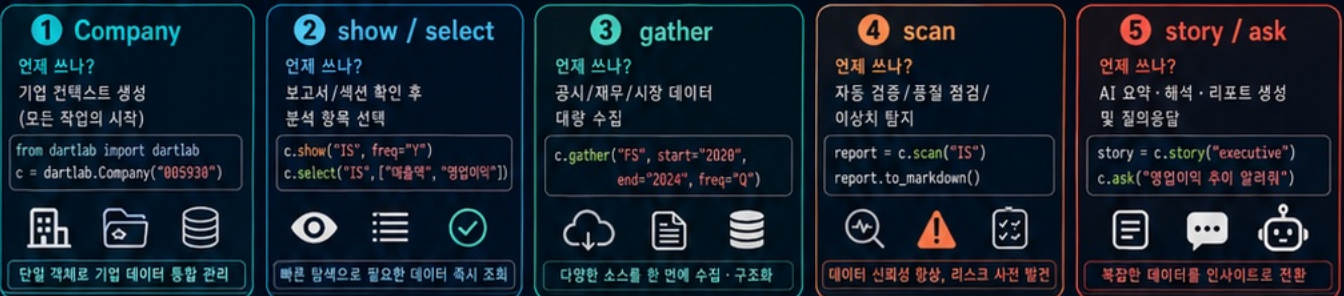 1 Company
언제 쓰나?
기업 컨텍스트 생성
(모든 작업의 시작)
from dartlab import dartlab
c = dartlab.Company("005930")
단일 객체로 기업 데이터 통합 관리
2 show / select
언제 쓰나?
보고서/섹션 확인 후
분석 항목 선택
c.show("IS", freq="Y")
c.select("IS", ["매출액", "영업이익"])
빠른 탐색으로 필요한 데이터 즉시 조회
3 gather
언제 쓰나?
공시/재무/시장 데이터
대량 수집
c.gather("FS", start="2020",
end="2024", freq="Q")
다양한 소스를 한 번에 수집·구조화
4 scan
언제 쓰나?
자동 검증/품질 점검/
이상치 탐지
report = c.scan("IS")
report.to_markdown()
데이터 신뢰성 향상, 리스크 사전 발견
5 story / ask
언제 쓰나?
AI 요약·해석·리포트 생성
및 질의응답
story = c.story("executive")
c.ask("영업이익 추이 알려줘")
복잡한 데이터를 인사이트로 전환